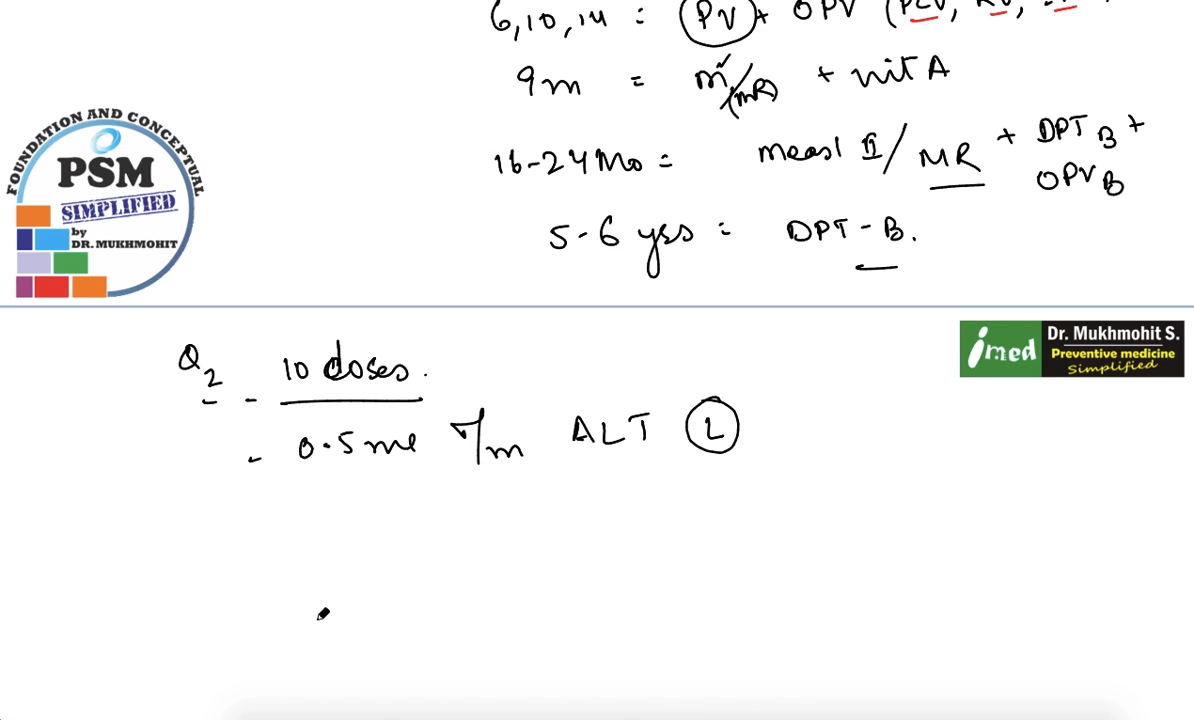 6,10,14 = PV + OPV (PCV, RV,
9m = M/(MR) + vit A
16-24 Mo = measl II / MR + DPT B + OPV B
5-6 yrs = DPT - B.
FOUNDATION AND CONCEPTUAL
PSM
SIMPLIFIED
by
DR. MUKHMOHIT
imed
Dr. Mukhmohit S.
Preventive medicine
Simplified
Q2 - 10 doses.
- 0.5 ml I/m ALT L